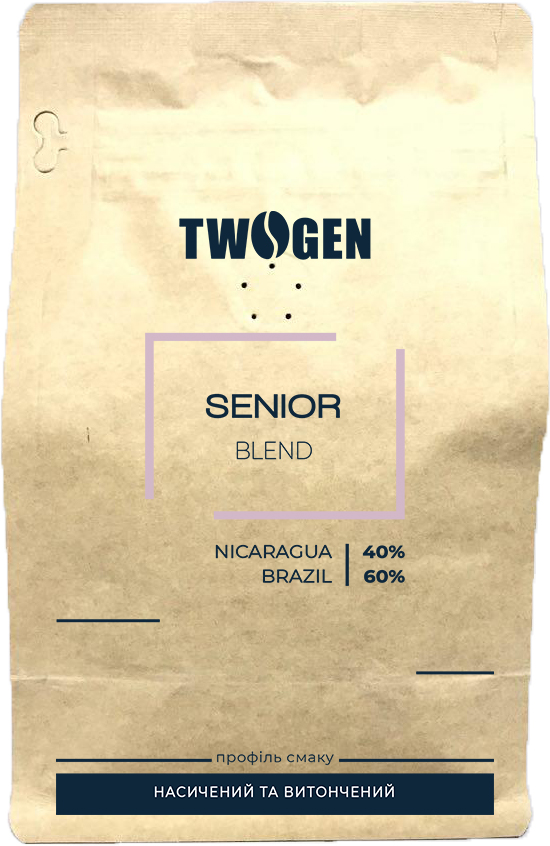 TWOGEN
SENIOR
BLEND
NICARAGUA 40%
BRAZIL 60%
профіль смаку
НАСИЧЕНИЙ ТА ВИТОНЧЕНИЙ